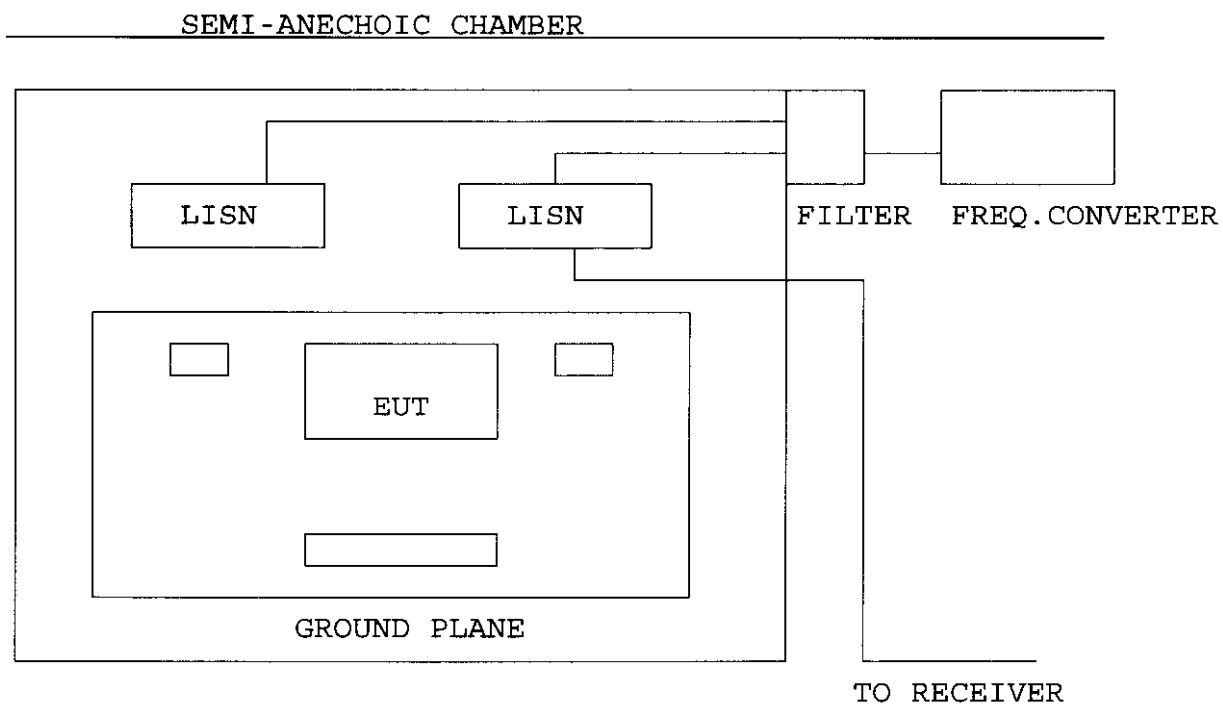 SEMI-ANECHOIC CHAMBER
LISN
LISN
FILTER
FREQ.CONVERTER
EUT
GROUND PLANE
TO RECEIVER